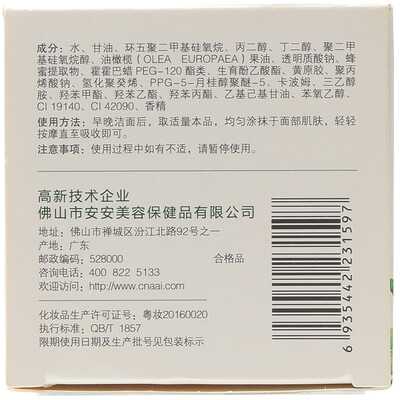 成分：水、甘油、环五聚二甲基硅氧烷、丙二醇、丁二醇、聚二甲
基硅氧烷醇、油橄榄（OLEA EUROPAEA）果油、透明质酸钠、蜂
蜜提取物、霍霍巴蜡 PEG-120 酯类、生育酚乙酸酯、黄原胶、聚丙
烯酸钠、氢化聚癸烯、PPG-5-月桂醇聚醚-5、卡波姆、三乙醇
胺、羟苯甲酯、羟苯乙酯、羟苯丙酯、乙基己基甘油、苯氧乙醇、
CI 19140、CI 42090、香精
使用方法：早晚洁面后，取适量本品，均匀涂抹于面部肌肤，轻轻
按摩直至吸收即可。
注意事项：使用过程中如有不适，请暂停使用。
高新技术企业
佛山市安安美容保健品有限公司
地址：佛山市禅城区汾江北路92号之一
产地：广东
邮政编码：528000
合格品
咨询电话：400 822 5133
欢迎访问：http://www.cnaai.com
化妆品生产许可证号：粤妆20160020
执行标准：QB/T 1857
限期使用日期及生产批号见包装标示
6 935442 231597